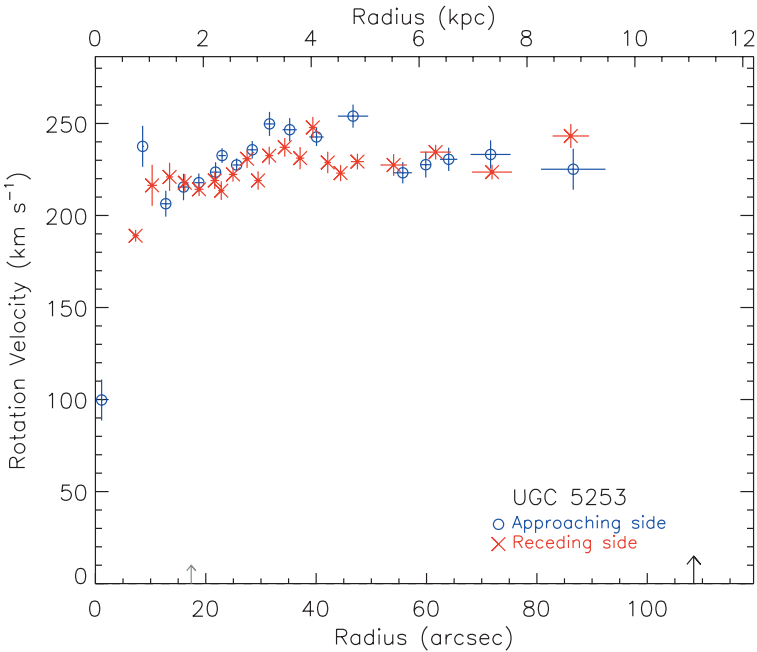 Radius (kpc)
0 2 4 6 8 10 12
250
200
150
100
50
0
Rotation Velocity (km s⁻¹)
UGC 5253
Approaching side
Receding side
0 20 40 60 80 100
Radius (arcsec)